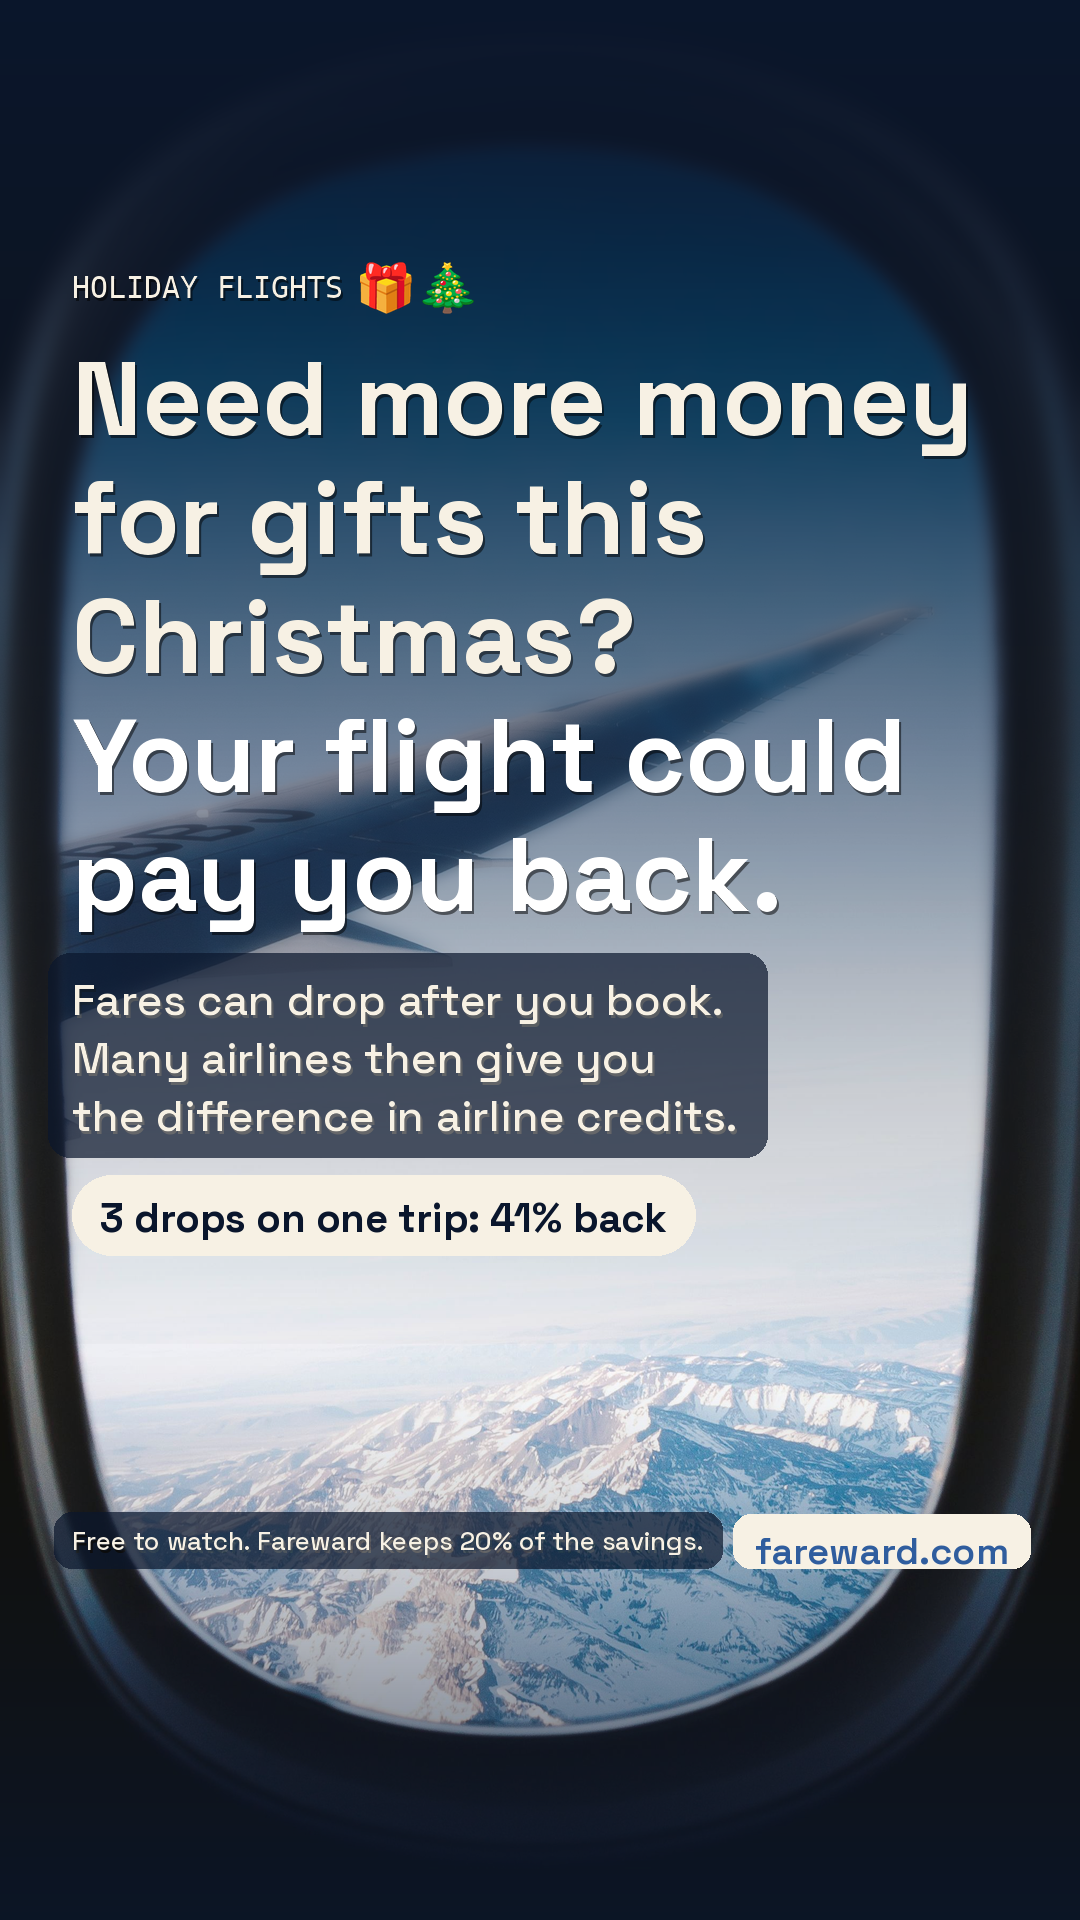 HOLIDAY FLIGHTS 🎁🎄
Need more money
for gifts this
Christmas?
Your flight could
pay you back.
Fares can drop after you book.
Many airlines then give you
the difference in airline credits.
3 drops on one trip: 41% back
Free to watch. Fareward keeps 20% of the savings.
fareward.com